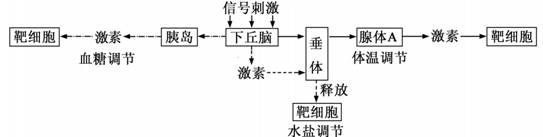 信号刺激
靶细胞 激素 胰岛 下丘脑 垂体 腺体A 激素 靶细胞
血糖调节 体温调节
激素
释放
靶细胞
水盐调节